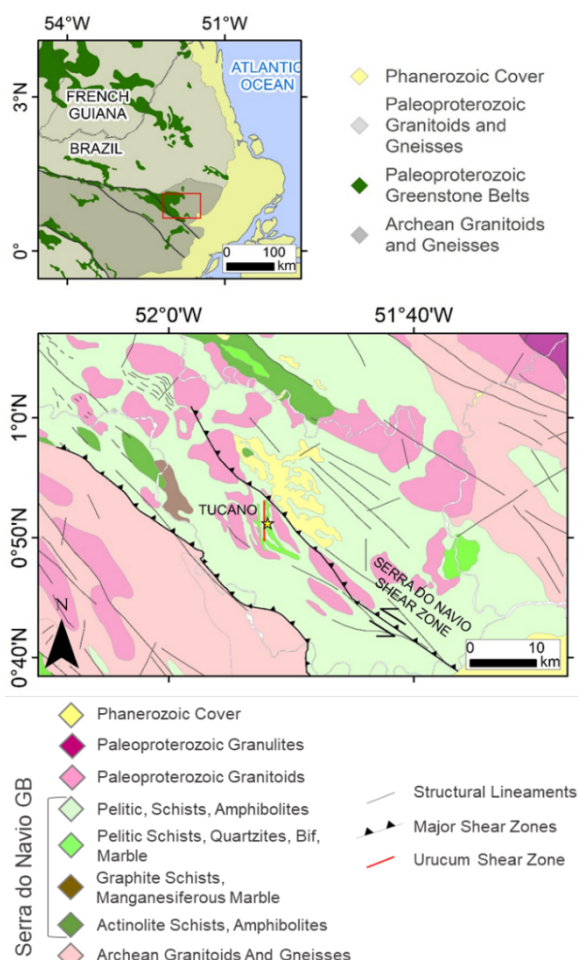 54°W
51°W
3°N
0°
FRENCH
GUIANA
BRAZIL
ATLANTIC
OCEAN
0 100
km
Phanerozoic Cover
Paleoproterozoic
Granitoids and
Gneisses
Paleoproterozoic
Greenstone Belts
Archean Granitoids
and Gneisses
52°0'W
51°40'W
1°0'N
0°50'N
0°40'N
TUCANO
SERRA DO NAVIO
SHEAR ZONE
N
0 10
km
Serra do Navio GB
Phanerozoic Cover
Paleoproterozoic Granulites
Paleoproterozoic Granitoids
Pelitic, Schists, Amphibolites
Pelitic Schists, Quartzites, Bif,
Marble
Graphite Schists,
Manganesiferous Marble
Actinolite Schists, Amphibolites
Archean Granitoids And Gneisses
Structural Lineaments
Major Shear Zones
Urucum Shear Zone